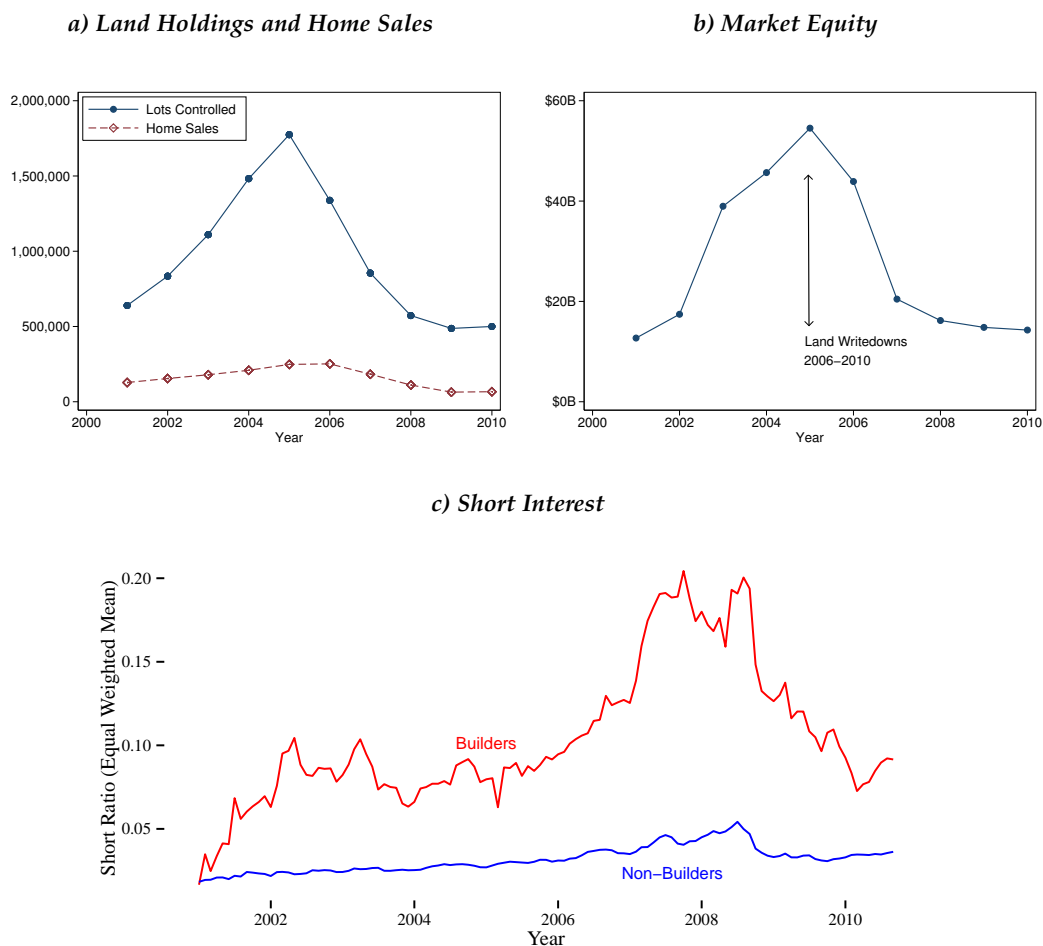 a) Land Holdings and Home Sales
2,000,000
1,500,000
1,000,000
500,000
0
Lots Controlled
Home Sales
2000 2002 2004 2006 2008 2010
Year
b) Market Equity
$60B
$40B
$20B
$0B
Land Writedowns
2006−2010
2000 2002 2004 2006 2008 2010
Year
c) Short Interest
Short Ratio (Equal Weighted Mean)
0.20
0.15
0.10
0.05
Builders
Non−Builders
2002 2004 2006 2008 2010
Year